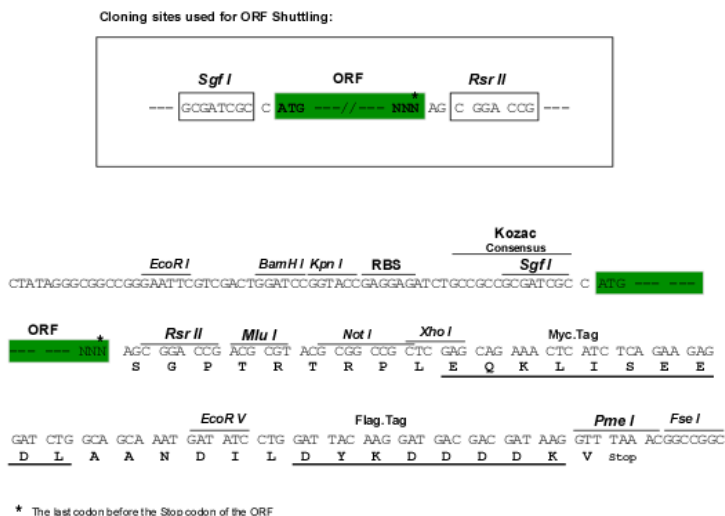 Cloning sites used for ORF Shuttling:
Sgf I ORF Rsr II
--- GCGATCGC C ATG ---//--- NNN* AG C GGA CCG ---
Kozac
Consensus
EcoR I BamH I Kpn I RBS Sgf I
CTATAGGGCGGCCGGGAATTCGTCGACTGGATCCGGTACCGAGGAGATCTGCCGCCGCGATCGC C ATG --- ---
ORF Rsr II Mlu I Not I Xho I Myc.Tag
--- --- NNN* AGC GGA CCG ACG CGT ACG CGG CCG CTC GAG CAG AAA CTC ATC TCA GAA GAG
S G P T R T R P L E Q K L I S E E
EcoR V Flag.Tag Pme I Fse I
GAT CTG GCA GCA AAT GAT ATC CTG GAT TAC AAG GAT GAC GAC GAT AAG GTT TAA ACGGCCGGC
D L A A N D I L D Y K D D D D K V Stop
* The last codon before the Stop codon of the ORF